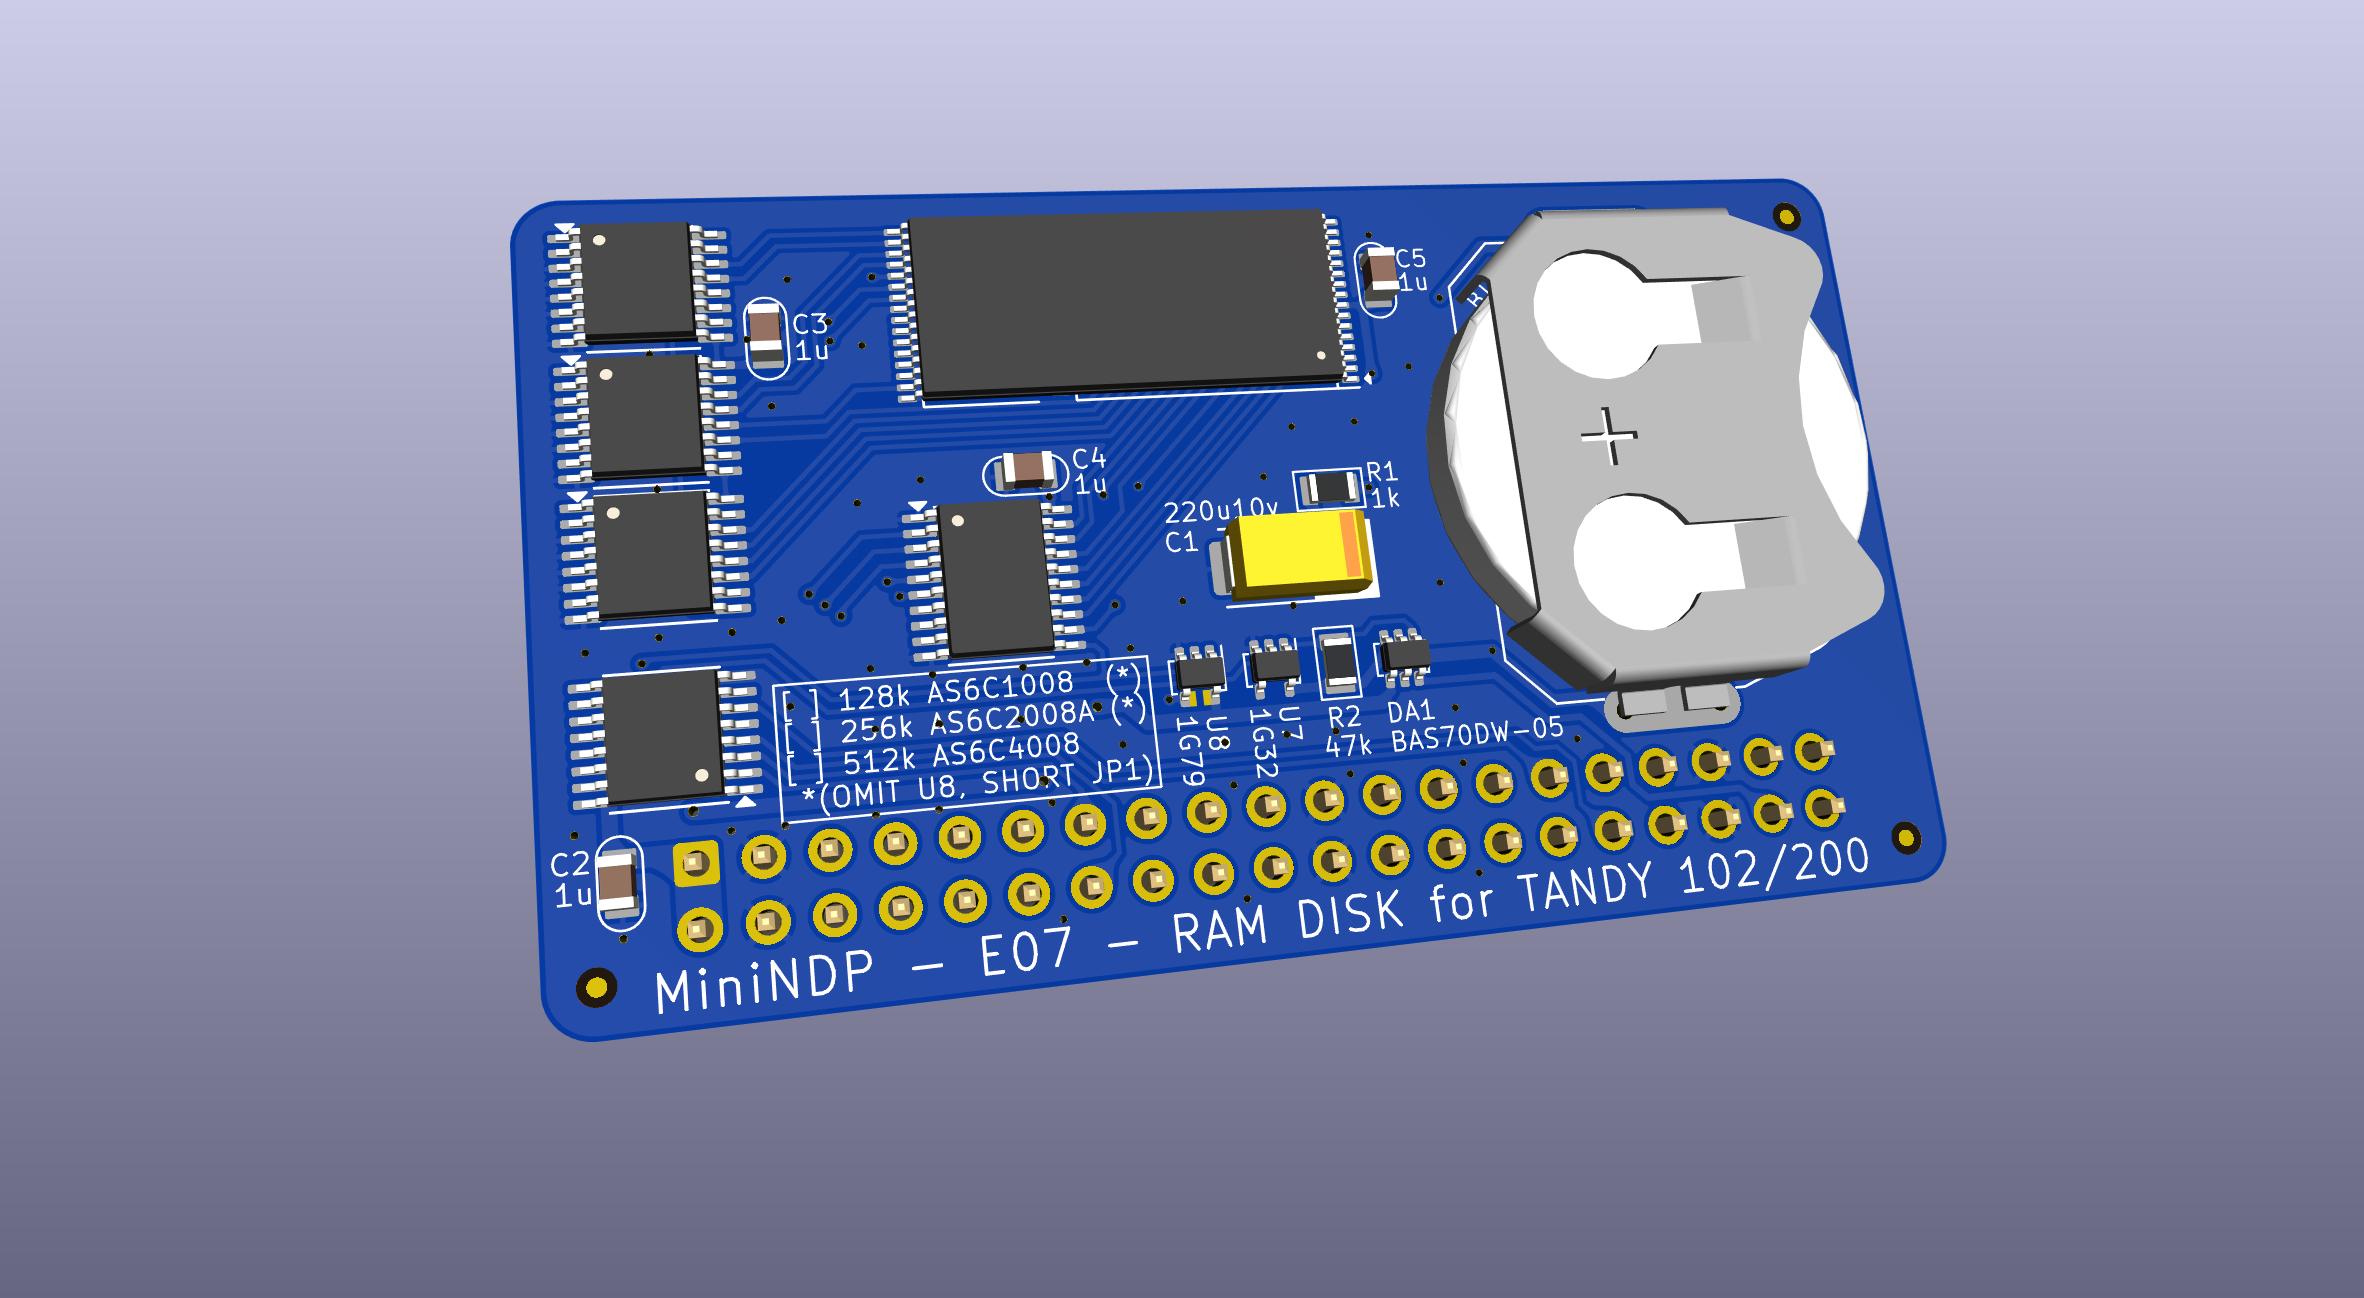 C3
1u
C5
1u
C4
1u
R1
1k
220u10v
C1
[ ] 128k AS6C1008 (*)
[ ] 256k AS6C2008A (*)
[ ] 512k AS6C4008
*(OMIT U8, SHORT JP1)
U8
1G79
U7
1G32
R2
47k
DA1
BAS70DW-05
C2
1u
MiniNDP - E07 - RAM DISK for TANDY 102/200